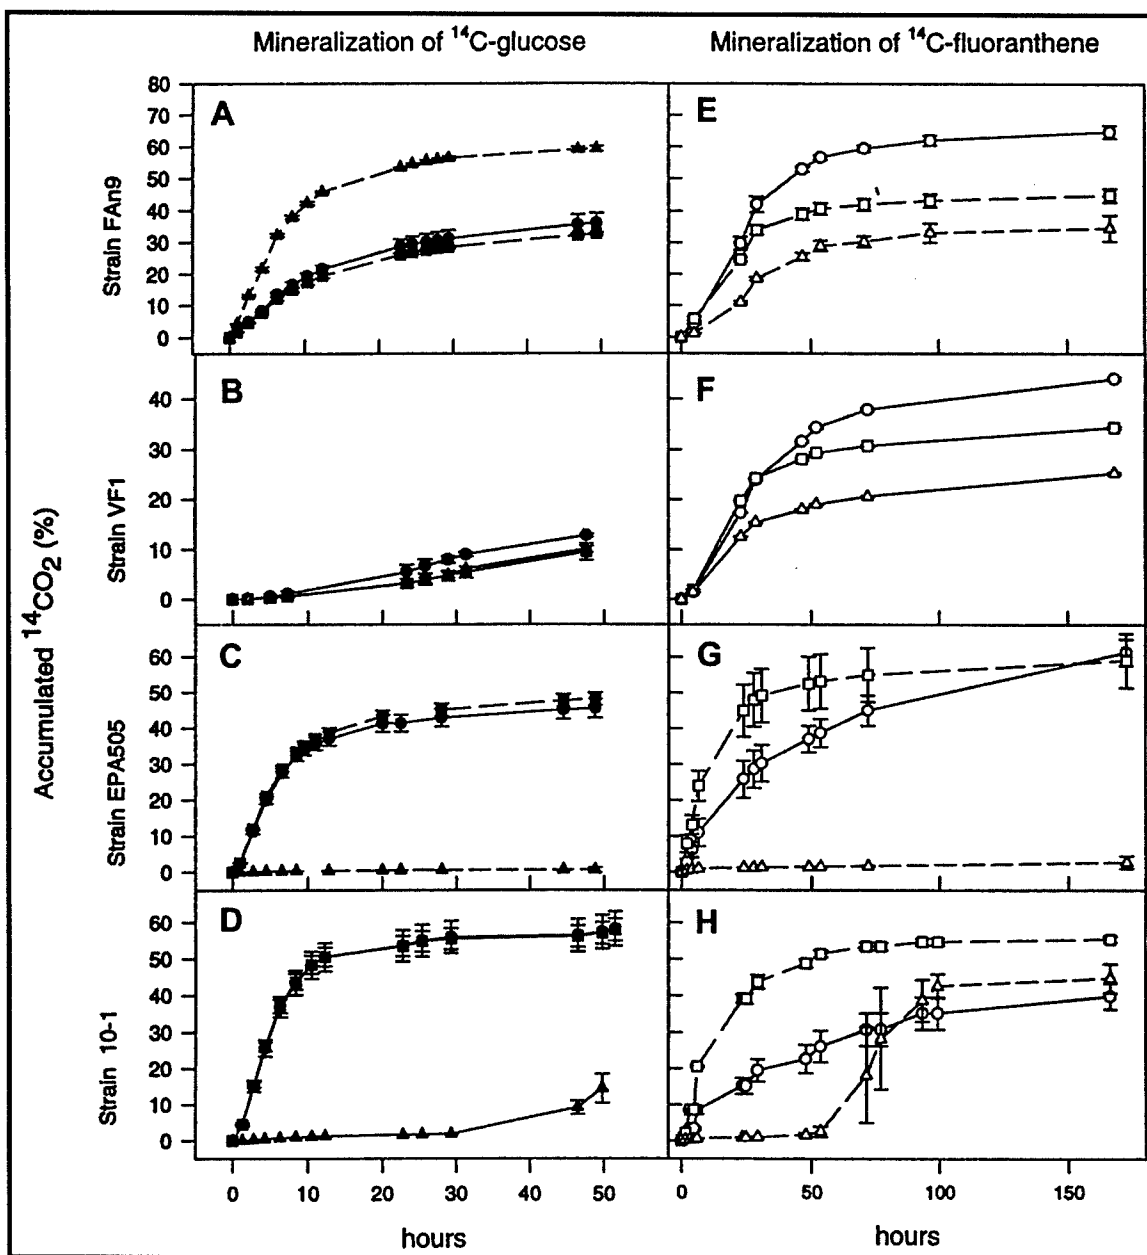 Mineralization of ¹⁴C-glucose
Mineralization of ¹⁴C-fluoranthene
Accumulated ¹⁴CO₂ (%)
Strain FAn9
80
70
60
50
40
30
20
10
0
A
E
Strain VF1
40
30
20
10
0
B
F
Strain EPA505
60
50
40
30
20
10
0
C
G
Strain 10-1
60
50
40
30
20
10
0
D
H
0 10 20 30 40 50
0 50 100 150
hours
hours